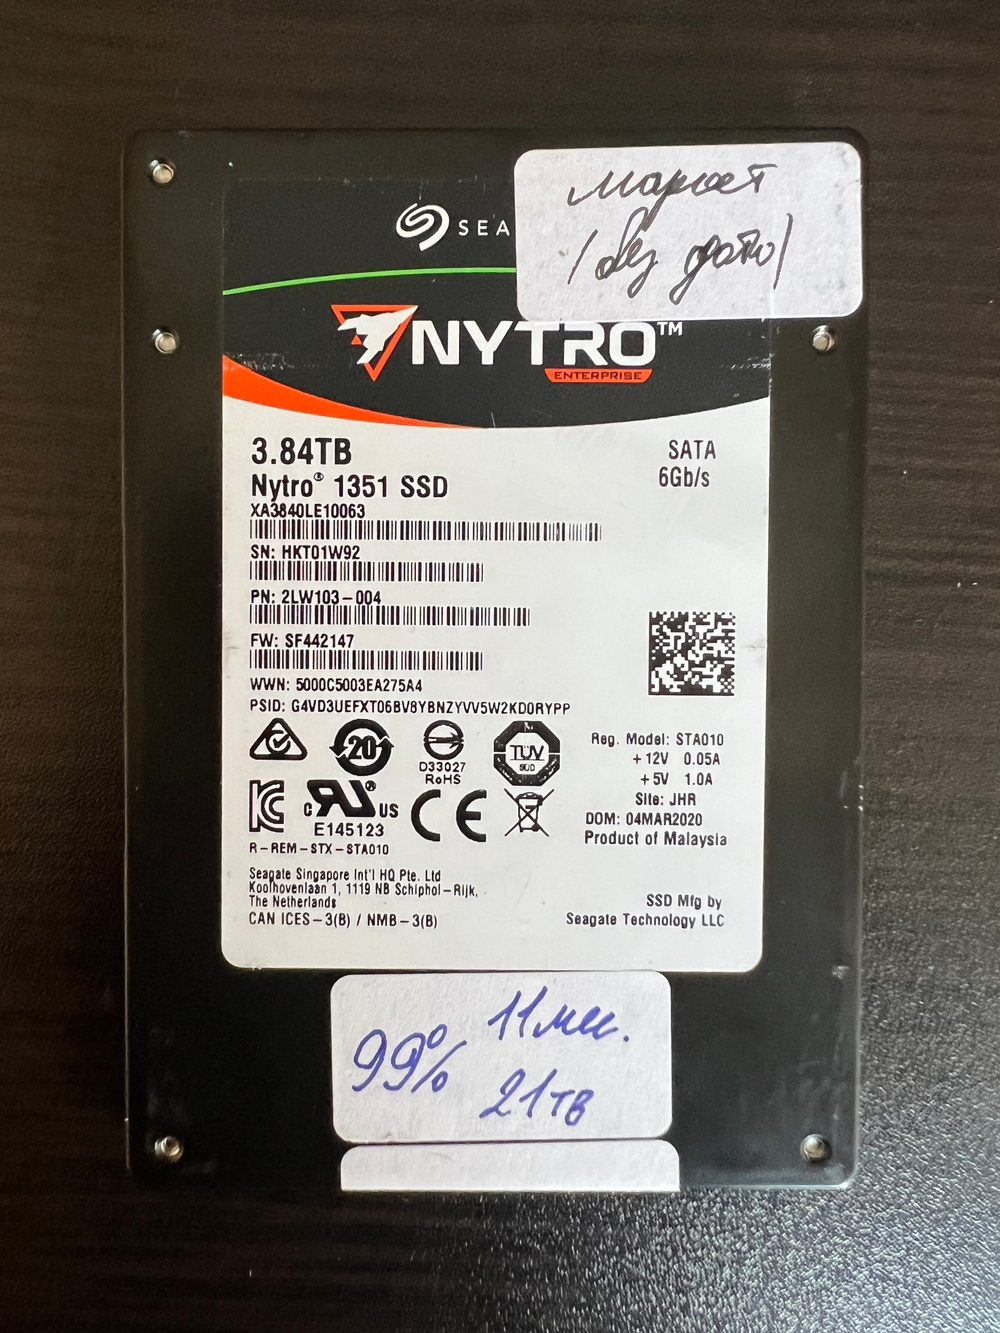 SEA
NYTRO™
ENTERPRISE
3.84TB
Nytro® 1351 SSD
XA3840LE10063
SN: HKT01W92
PN: 2LW103-004
FW: SF442147
WWN: 5000C5003EA275A4
PSID: G4VD3UEFXT06BV8YBNZYVV5W2KD0RYPP
SATA
6Gb/s
20
D33027
RoHS
TÜV
SÜD
c RU® US
E145123
CE
R-REM-STX-STA010
Reg. Model: STA010
+12V 0.05A
+5V 1.0A
Site: JHR
DOM: 04MAR2020
Product of Malaysia
Seagate Singapore Int'l HQ Pte. Ltd
Koolhovenlaan 1, 1119 NB Schiphol-Rijk,
The Netherlands
CAN ICES-3(B) / NMB-3(B)
SSD Mfg by
Seagate Technology LLC
99% 11мес.
21тв